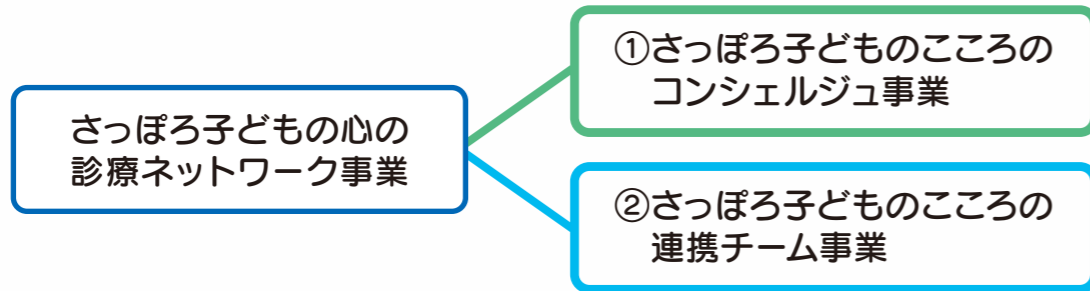 さっぽろ子どもの心の
診療ネットワーク事業
①さっぽろ子どものこころの
コンシェルジュ事業
②さっぽろ子どものこころの
連携チーム事業